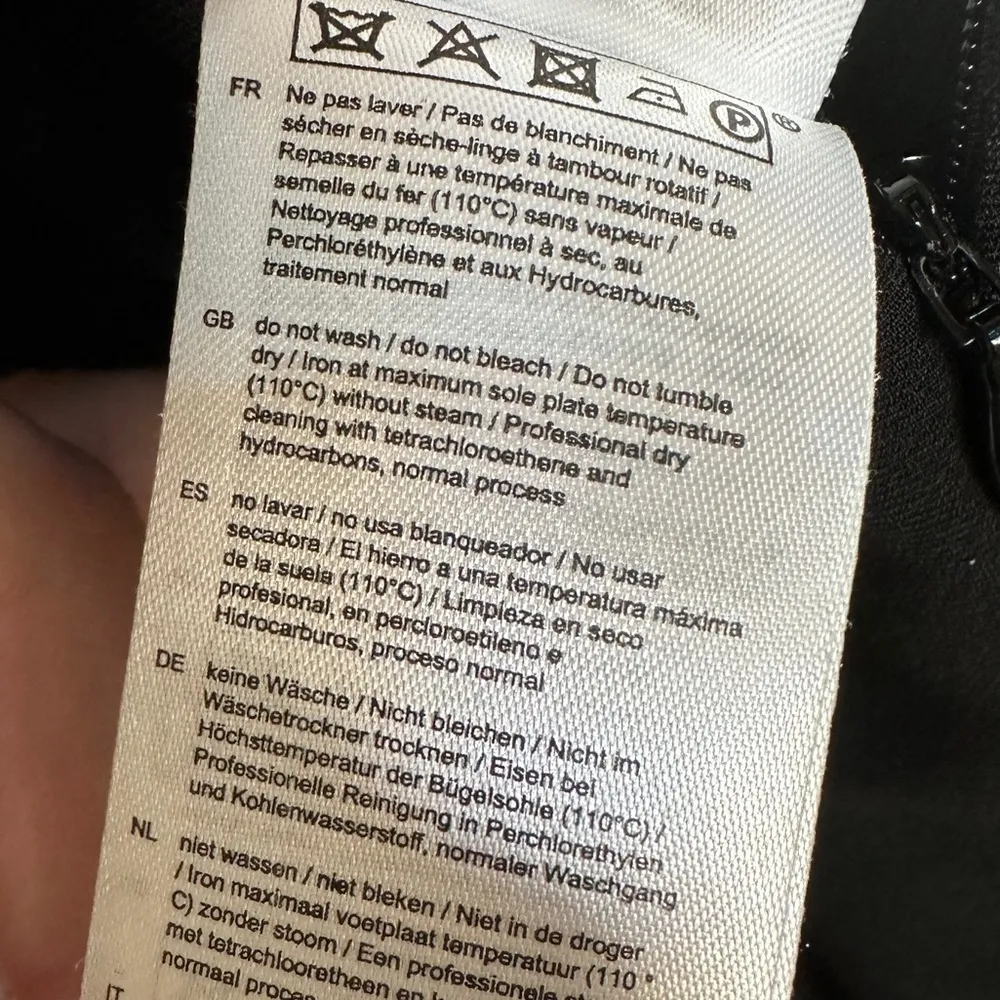 P ®
FR Ne pas laver / Pas de blanchiment / Ne pas
sécher en sèche-linge à tambour rotatif /
Repasser à une température maximale de
semelle du fer (110°C) sans vapeur /
Nettoyage professionnel à sec, au
Perchloréthylène et aux Hydrocarbures,
traitement normal
GB do not wash / do not bleach / Do not tumble
dry / Iron at maximum sole plate temperature
(110°C) without steam / Professional dry
cleaning with tetrachloroethene and
hydrocarbons, normal process
ES no lavar / no usa blanqueador / No usar
secadora / El hierro a una temperatura máxima
de la suela (110°C) / Limpieza en seco
profesional, en percloroetileno e
Hidrocarburos, proceso normal
DE keine Wäsche / Nicht bleichen / Nicht im
Wäschetrockner trocknen / Eisen bei
Höchsttemperatur der Bügelsohle (110°C) /
Professionelle Reinigung in Perchlorethylen
und Kohlenwasserstoff, normaler Waschgang
NL niet wassen / niet bleken / Niet in de droger
/ Iron maximaal voetplaat temperatuur (110 °
C) zonder stoom / Een professionele
met tetrachlooretheen en
normaal
IT